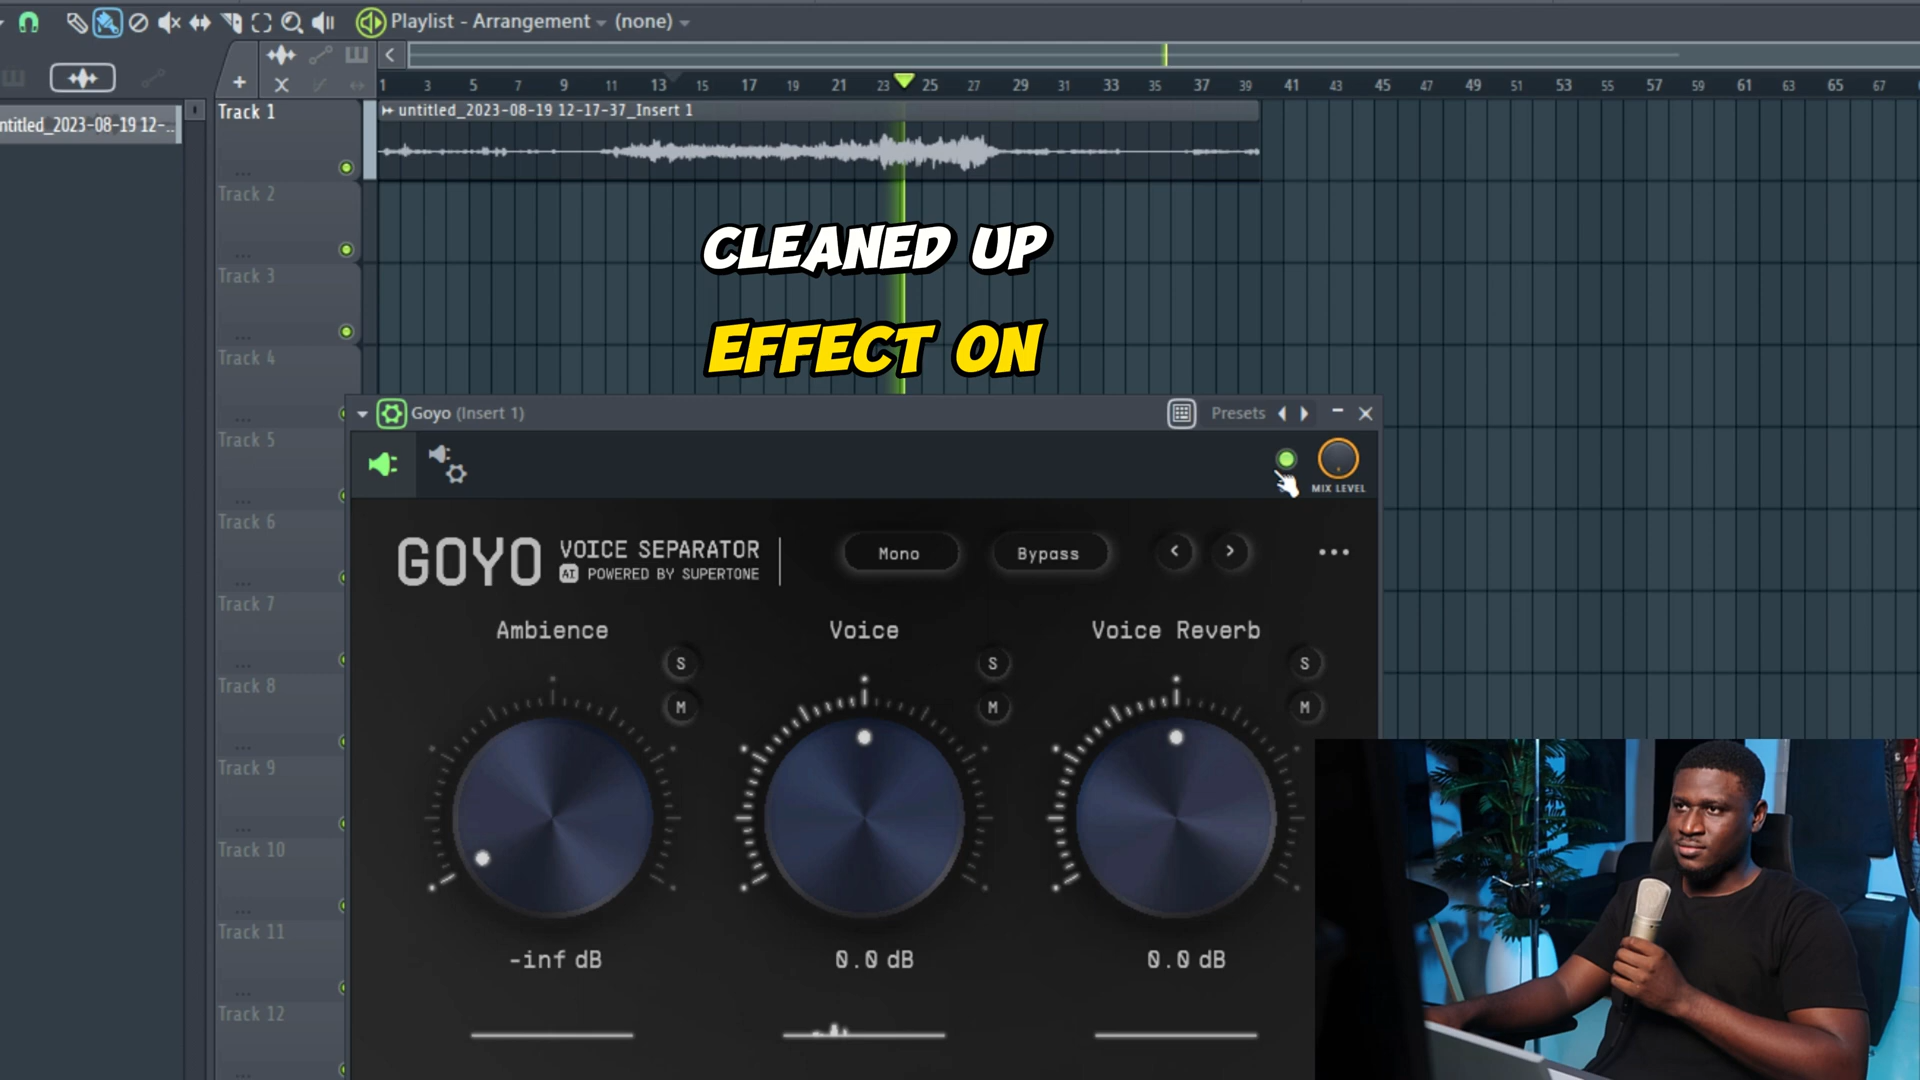 Playlist - Arrangement (none)
1 3 5 7 9 11 13 15 17 19 21 23 25 27 29 31 33 35 37 39 41 43 45 47 49 51 53 55 57 59 61 63 65 67
ntitled_2023-08-19 12-..
Track 1
untitled_2023-08-19 12-17-37_Insert 1
Track 2
CLEANED UP
Track 3
EFFECT ON
Track 4
Goyo (Insert 1)
Presets
Track 5
MIX LEVEL
Track 6
GOYO
VOICE SEPARATOR
AI POWERED BY SUPERTONE
Mono
Bypass
Track 7
Ambience
Voice
Voice Reverb
S
S
S
Track 8
M
M
M
Track 9
Track 10
Track 11
-inf dB
0.0 dB
0.0 dB
Track 12